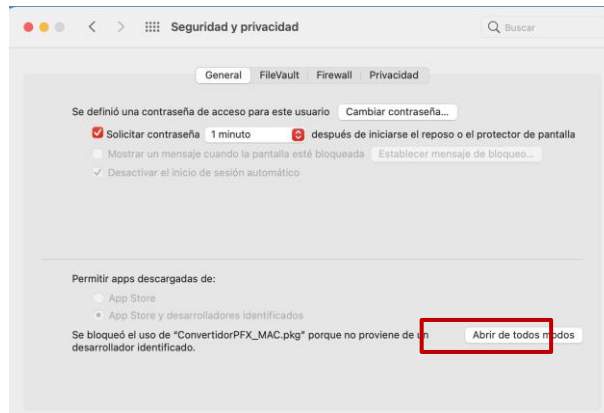 Seguridad y privacidad
Buscar
General FileVault Firewall Privacidad
Se definió una contraseña de acceso para este usuario Cambiar contraseña...
Solicitar contraseña 1 minuto después de iniciarse el reposo o el protector de pantalla
Mostrar un mensaje cuando la pantalla esté bloqueada Establecer mensaje de bloqueo...
Desactivar el inicio de sesión automático
Permitir apps descargadas de:
App Store
App Store y desarrolladores identificados
Se bloqueó el uso de “ConvertidorPFX_MAC.pkg” porque no proviene de un Abrir de todos modos
desarrollador identificado.